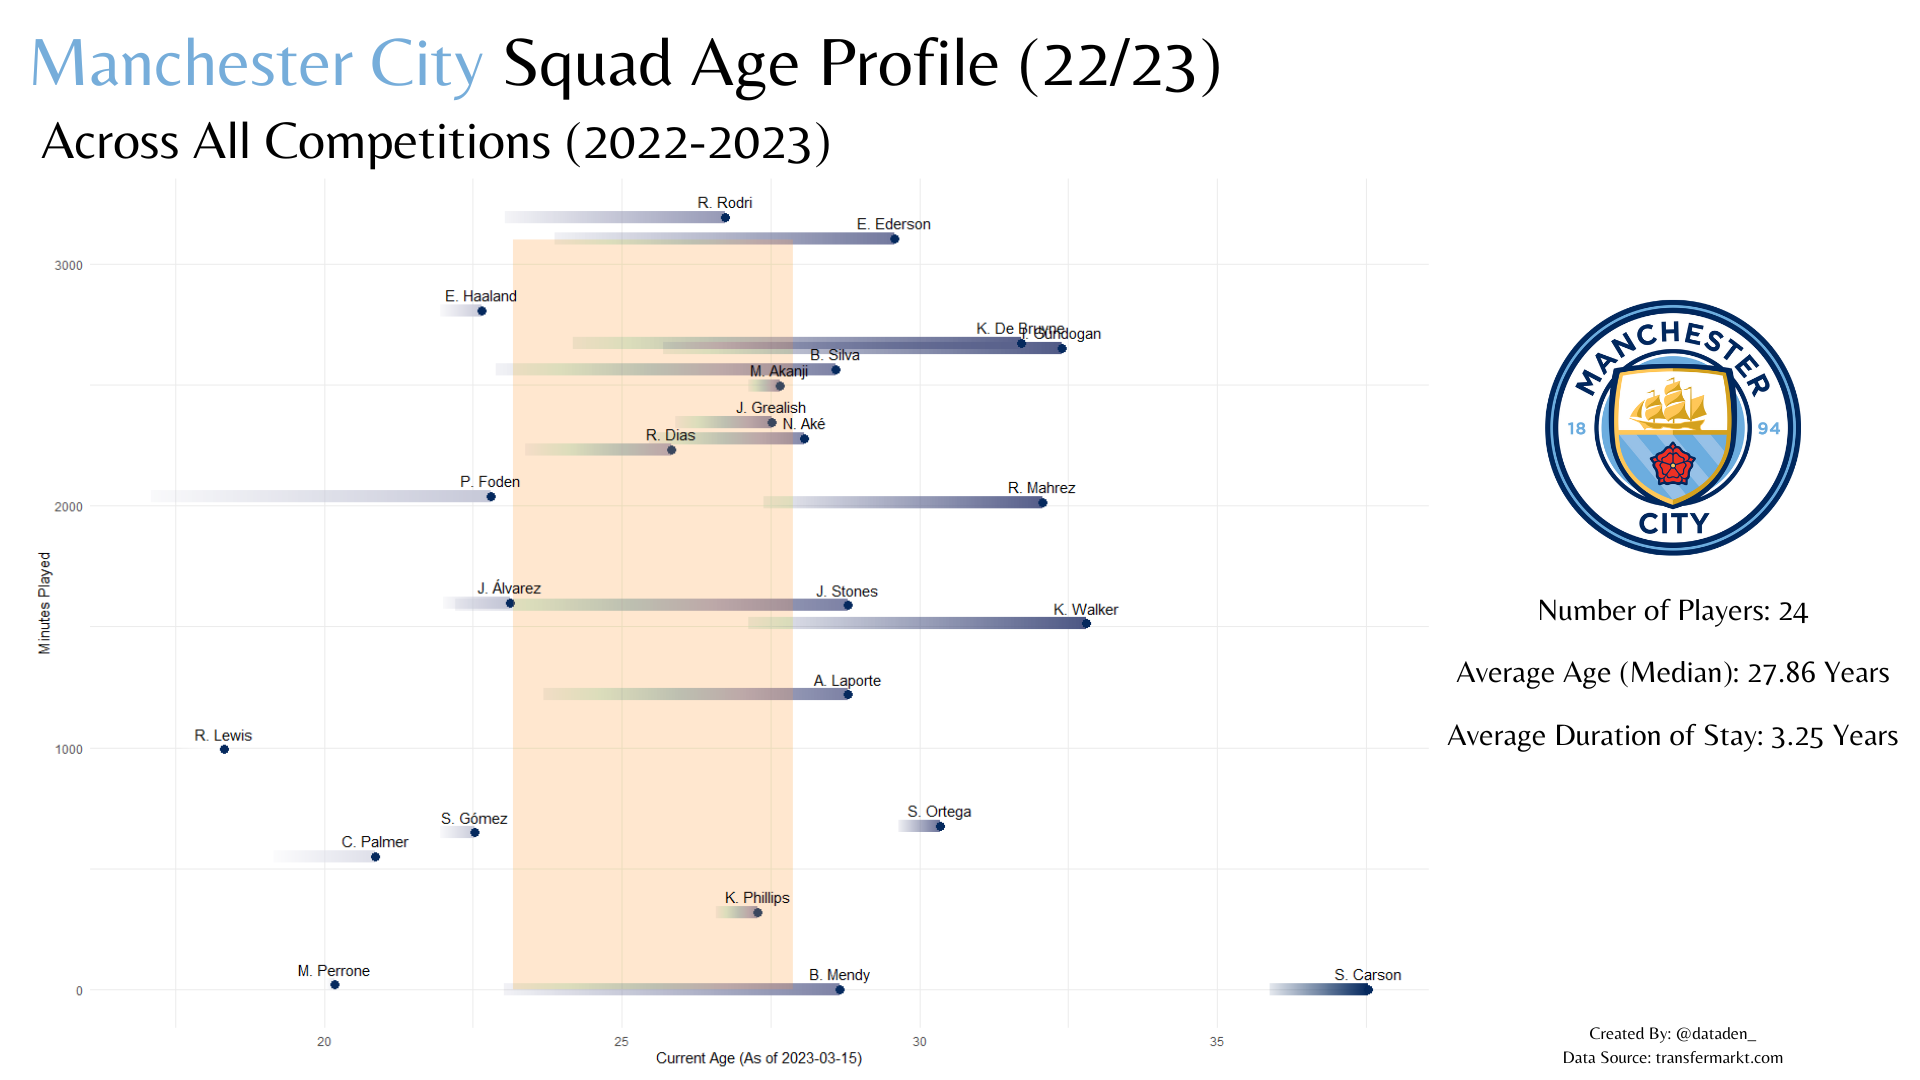 Manchester City Squad Age Profile (22/23)
Across All Competitions (2022-2023)
R. Rodri
E. Ederson
3000
E. Haaland
K. De Bruyne
I. Gundogan
B. Silva
M. Akanji
J. Grealish
N. Aké
R. Dias
P. Foden
R. Mahrez
2000
J. Álvarez
J. Stones
K. Walker
Minutes Played
A. Laporte
R. Lewis
1000
S. Gómez
S. Ortega
C. Palmer
K. Phillips
M. Perrone
B. Mendy
S. Carson
0
20
25
30
35
Current Age (As of 2023-03-15)
MANCHESTER
18
94
CITY
Number of Players: 24
Average Age (Median): 27.86 Years
Average Duration of Stay: 3.25 Years
Created By: @dataden_
Data Source: transfermarkt.com